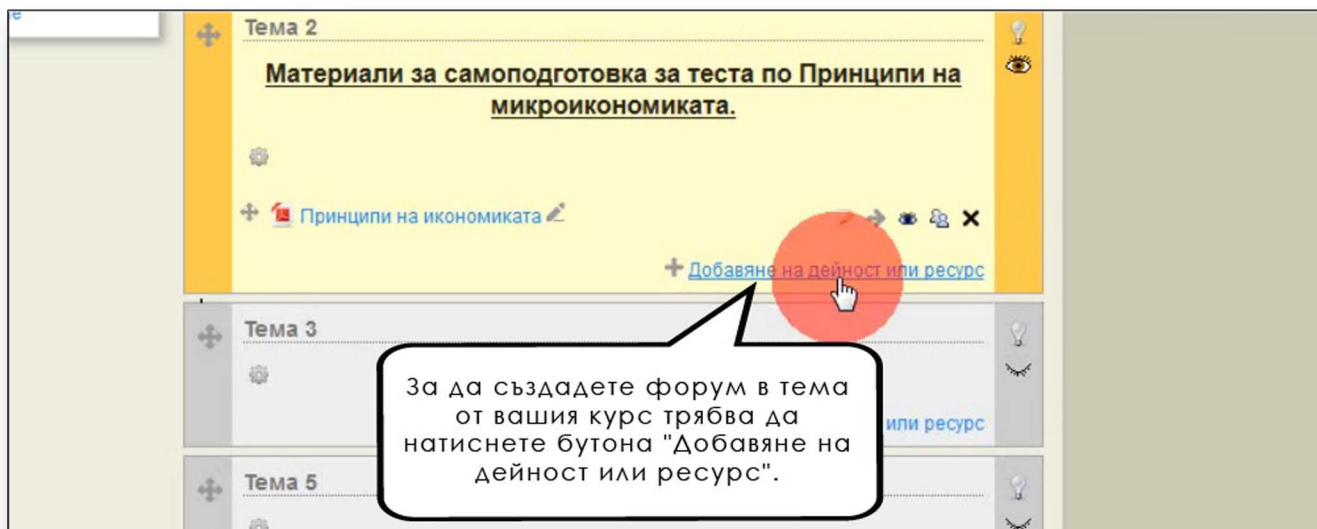 Тема 2
Материали за самоподготовка за теста по Принципи на
микроикономиката.
Принципи на икономиката
Добавяне на дейност или ресурс
Тема 3
За да създадете форум в тема
от вашия курс трябва да
натиснете бутона "Добавяне на
дейност или ресурс".
или ресурс
Тема 5